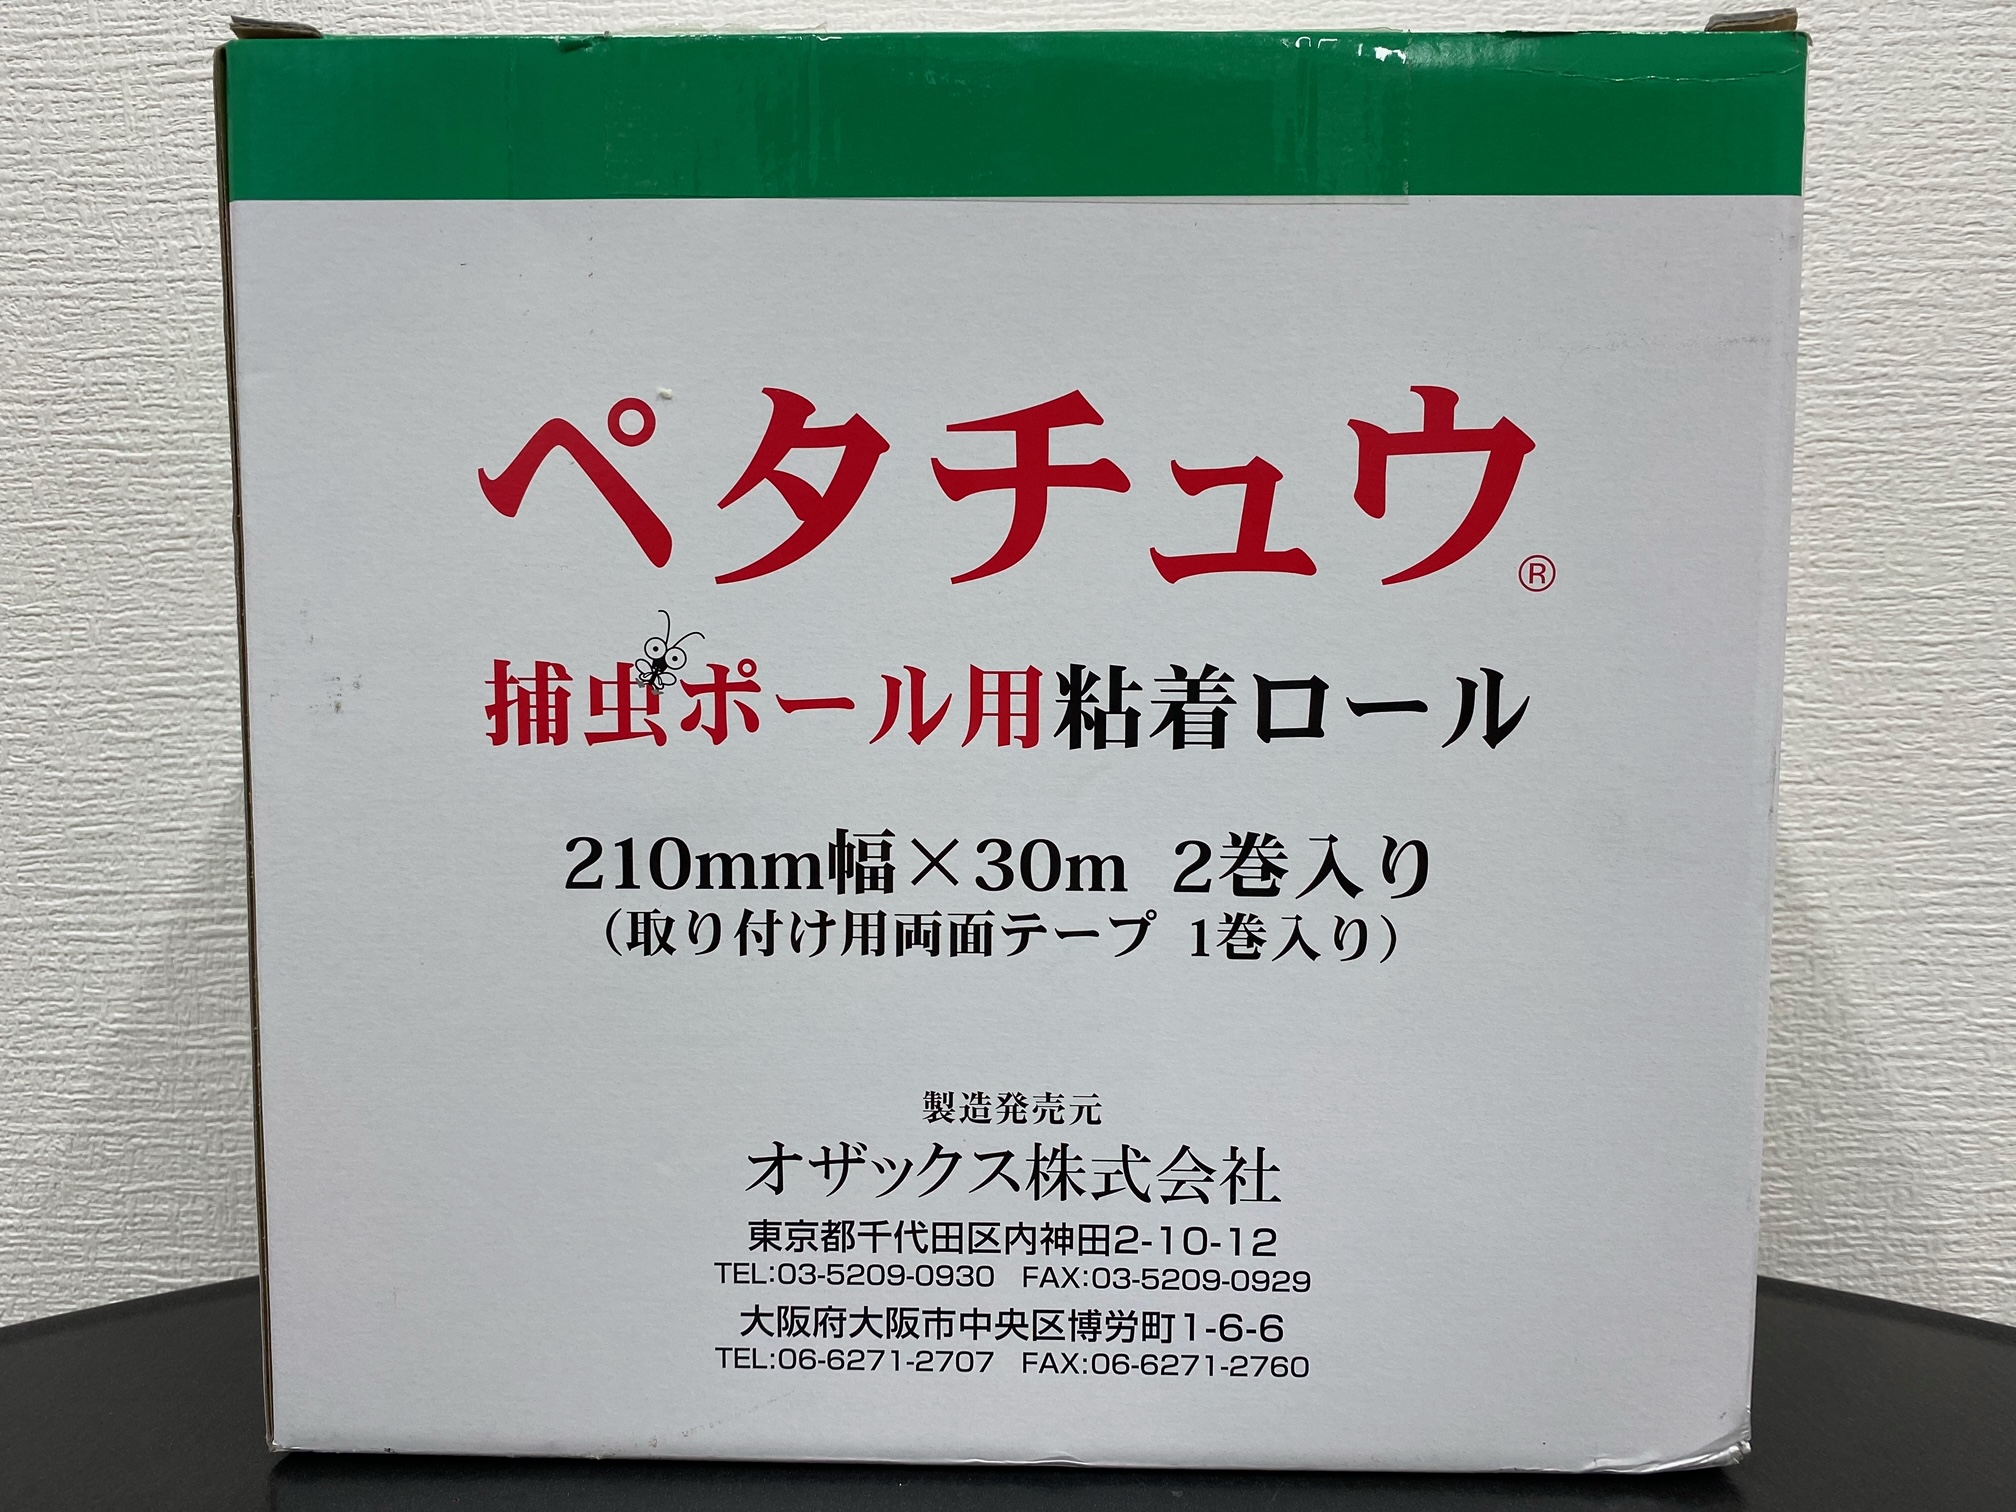 ペタチュウ®
捕虫ポール用粘着ロール
210mm幅×30m 2巻入り
（取り付け用両面テープ 1巻入り）
製造発売元
オザックス株式会社
東京都千代田区内神田2-10-12
TEL:03-5209-0930 FAX:03-5209-0929
大阪府大阪市中央区博労町1-6-6
TEL:06-6271-2707 FAX:06-6271-2760